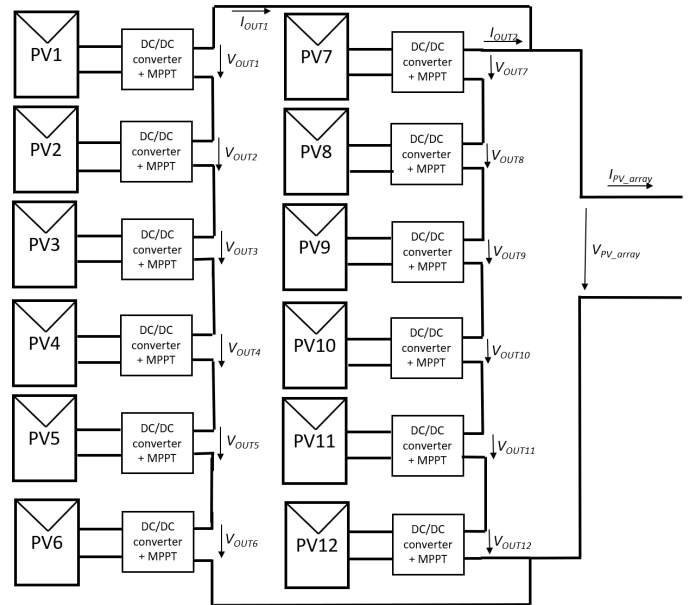 I_OUT1
PV1
DC/DC
converter
+ MPPT
V_OUT1
PV2
DC/DC
converter
+ MPPT
V_OUT2
PV3
DC/DC
converter
+ MPPT
V_OUT3
PV4
DC/DC
converter
+ MPPT
V_OUT4
PV5
DC/DC
converter
+ MPPT
V_OUT5
PV6
DC/DC
converter
+ MPPT
V_OUT6
I_OUT2
PV7
DC/DC
converter
+ MPPT
V_OUT7
PV8
DC/DC
converter
+ MPPT
V_OUT8
PV9
DC/DC
converter
+ MPPT
V_OUT9
PV10
DC/DC
converter
+ MPPT
V_OUT10
PV11
DC/DC
converter
+ MPPT
V_OUT11
PV12
DC/DC
converter
+ MPPT
V_OUT12
I_PV_array
V_PV_array